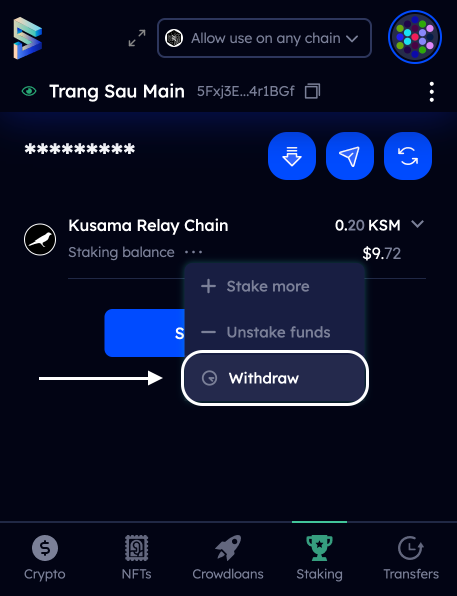 Allow use on any chain
Trang Sau Main 5Fxj3E...4r1BGf
*********
Kusama Relay Chain 0.20 KSM
Staking balance ··· $9.72
Stake more
S
Unstake funds
Withdraw
Crypto NFTs Crowdloans Staking Transfers